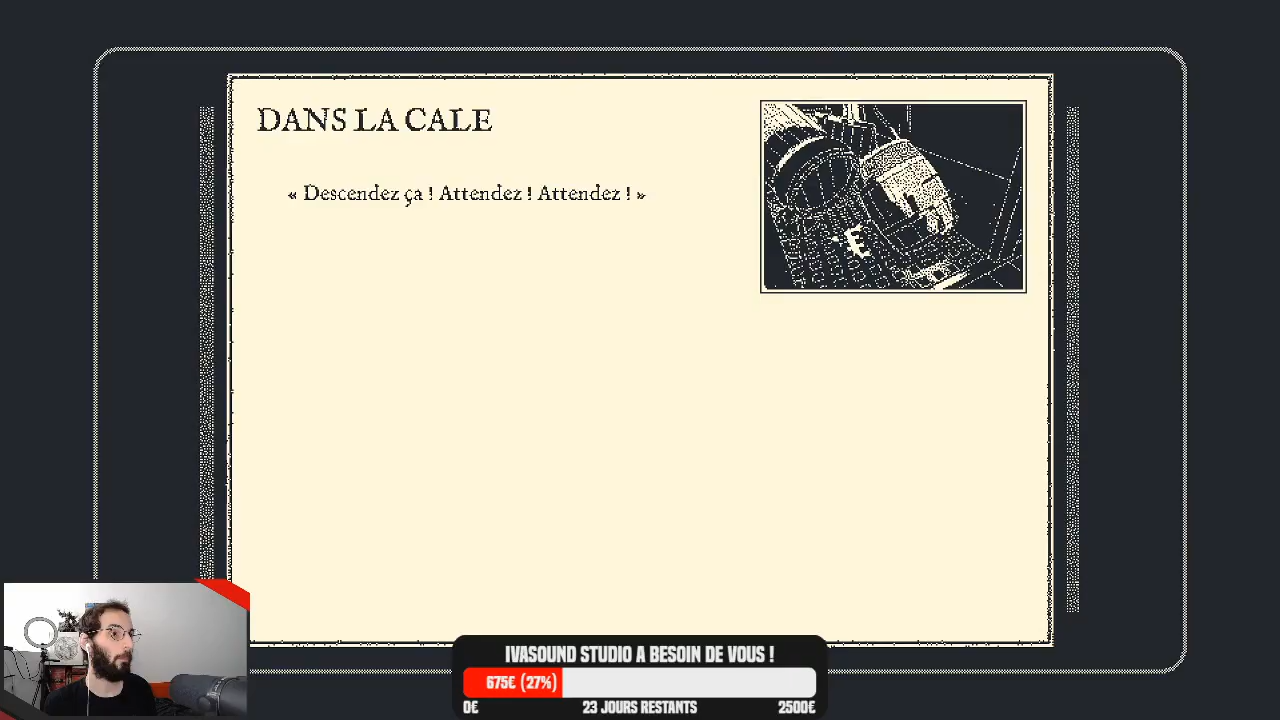 DANS LA CALE
« Descendez ça ! Attendez ! Attendez ! »
IVASOUND STUDIO A BESOIN DE VOUS !
675€ (27%)
0€ 23 JOURS RESTANTS 2500€